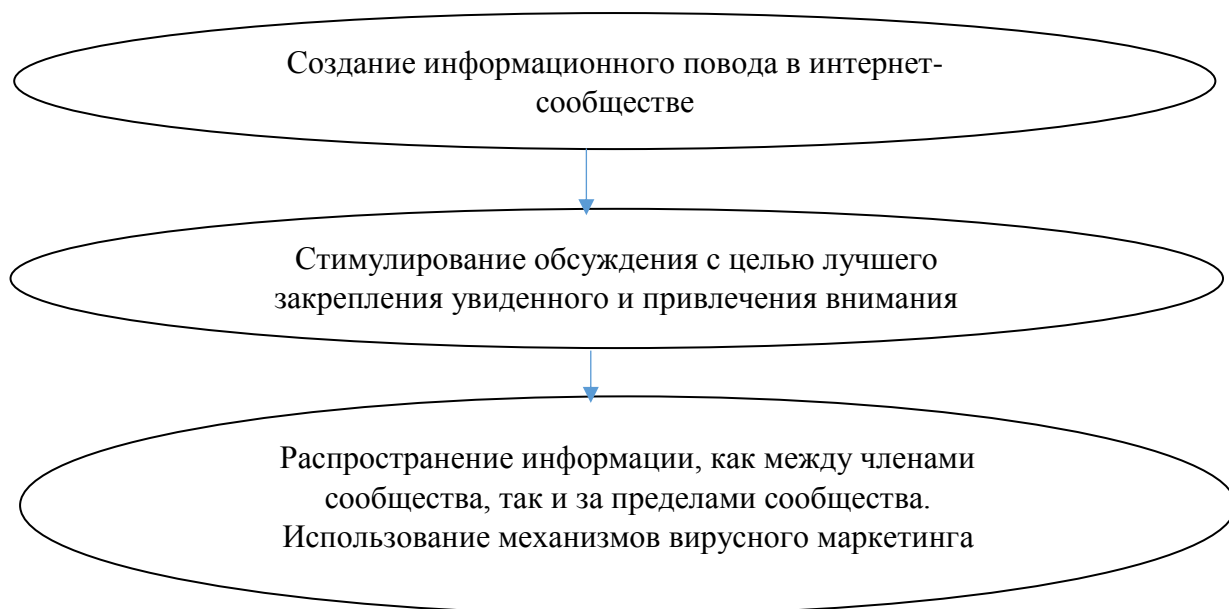 Создание информационного повода в интернет-
сообществе
Стимулирование обсуждения с целью лучшего
закрепления увиденного и привлечения внимания
Распространение информации, как между членами
сообщества, так и за пределами сообщества.
Использование механизмов вирусного маркетинга